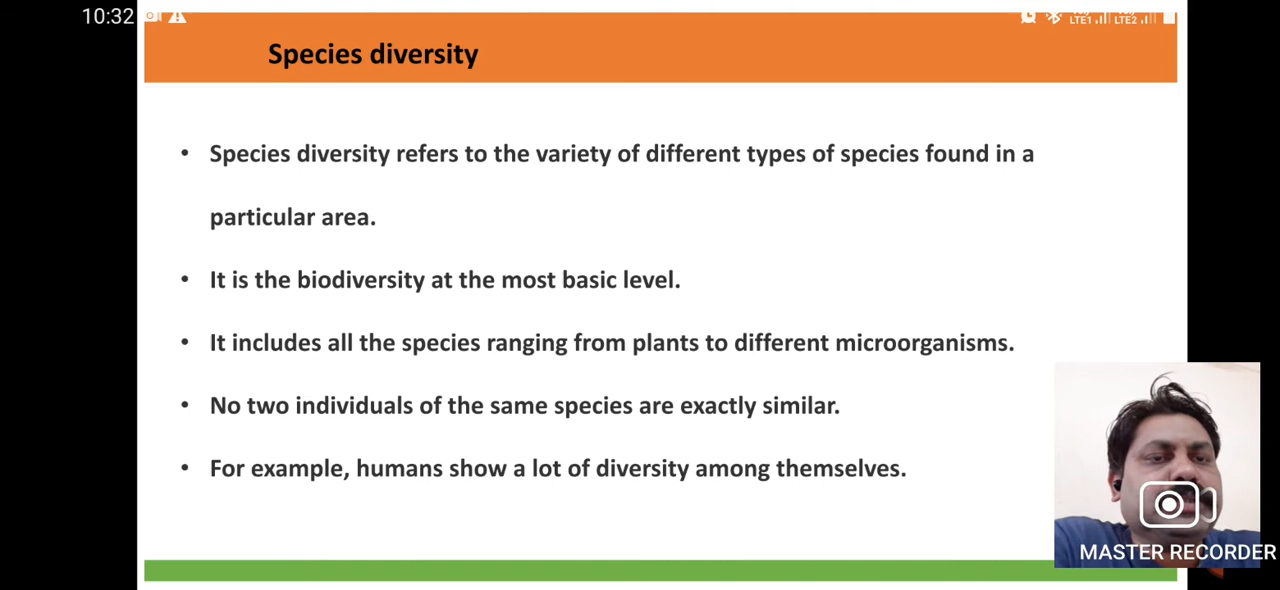 10:32
LTE1 LTE2
Species diversity
• Species diversity refers to the variety of different types of species found in a
particular area.
• It is the biodiversity at the most basic level.
• It includes all the species ranging from plants to different microorganisms.
• No two individuals of the same species are exactly similar.
• For example, humans show a lot of diversity among themselves.
MASTER RECORDER